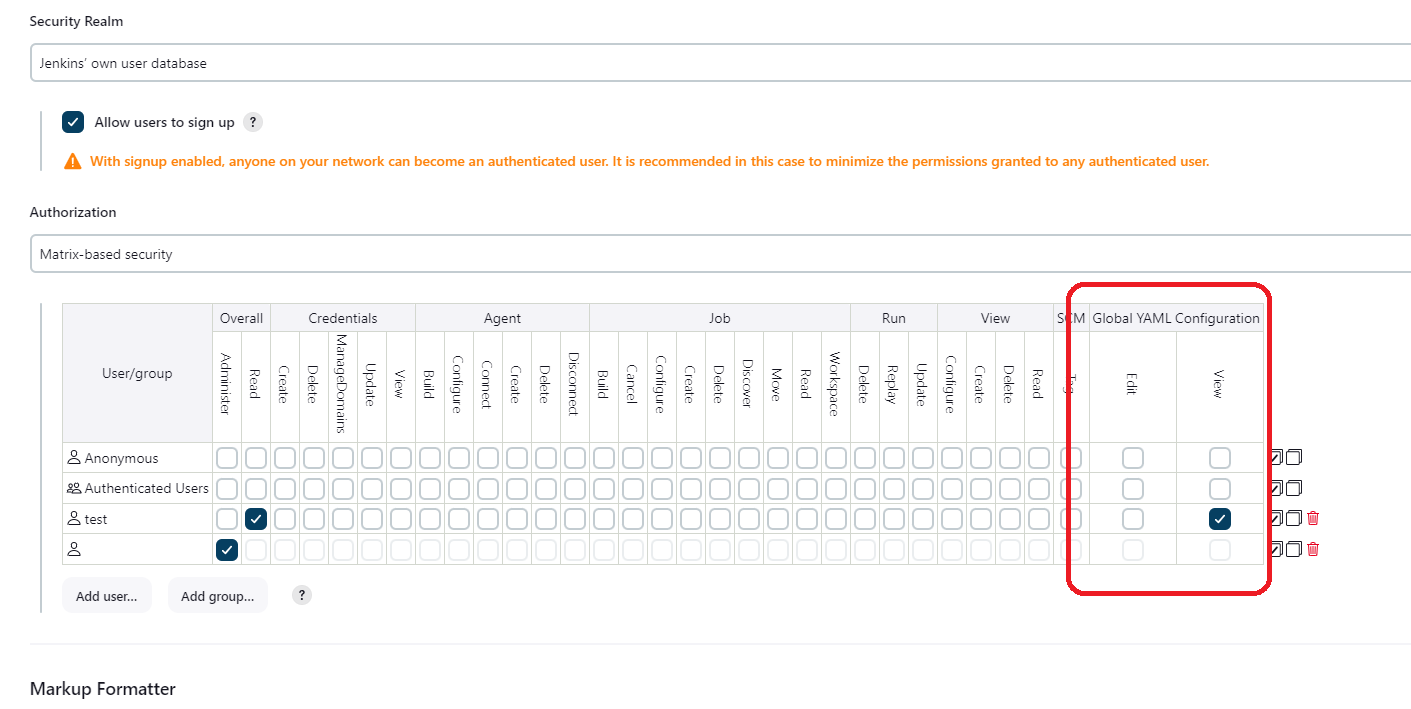 Security Realm
Jenkins' own user database
Allow users to sign up ?
With signup enabled, anyone on your network can become an authenticated user. It is recommended in this case to minimize the permissions granted to any authenticated user.
Authorization
Matrix-based security
User/group Overall Credentials Agent Job Run View SCM Global YAML Configuration
Administer Read Create Delete ManageDomains Update View Build Configure Connect Create Delete Disconnect Build Cancel Configure Create Delete Discover Move Read Workspace Delete Replay Update Configure Create Delete Read Tag Edit View
Anonymous
Authenticated Users
test
Add user... Add group... ?
Markup Formatter